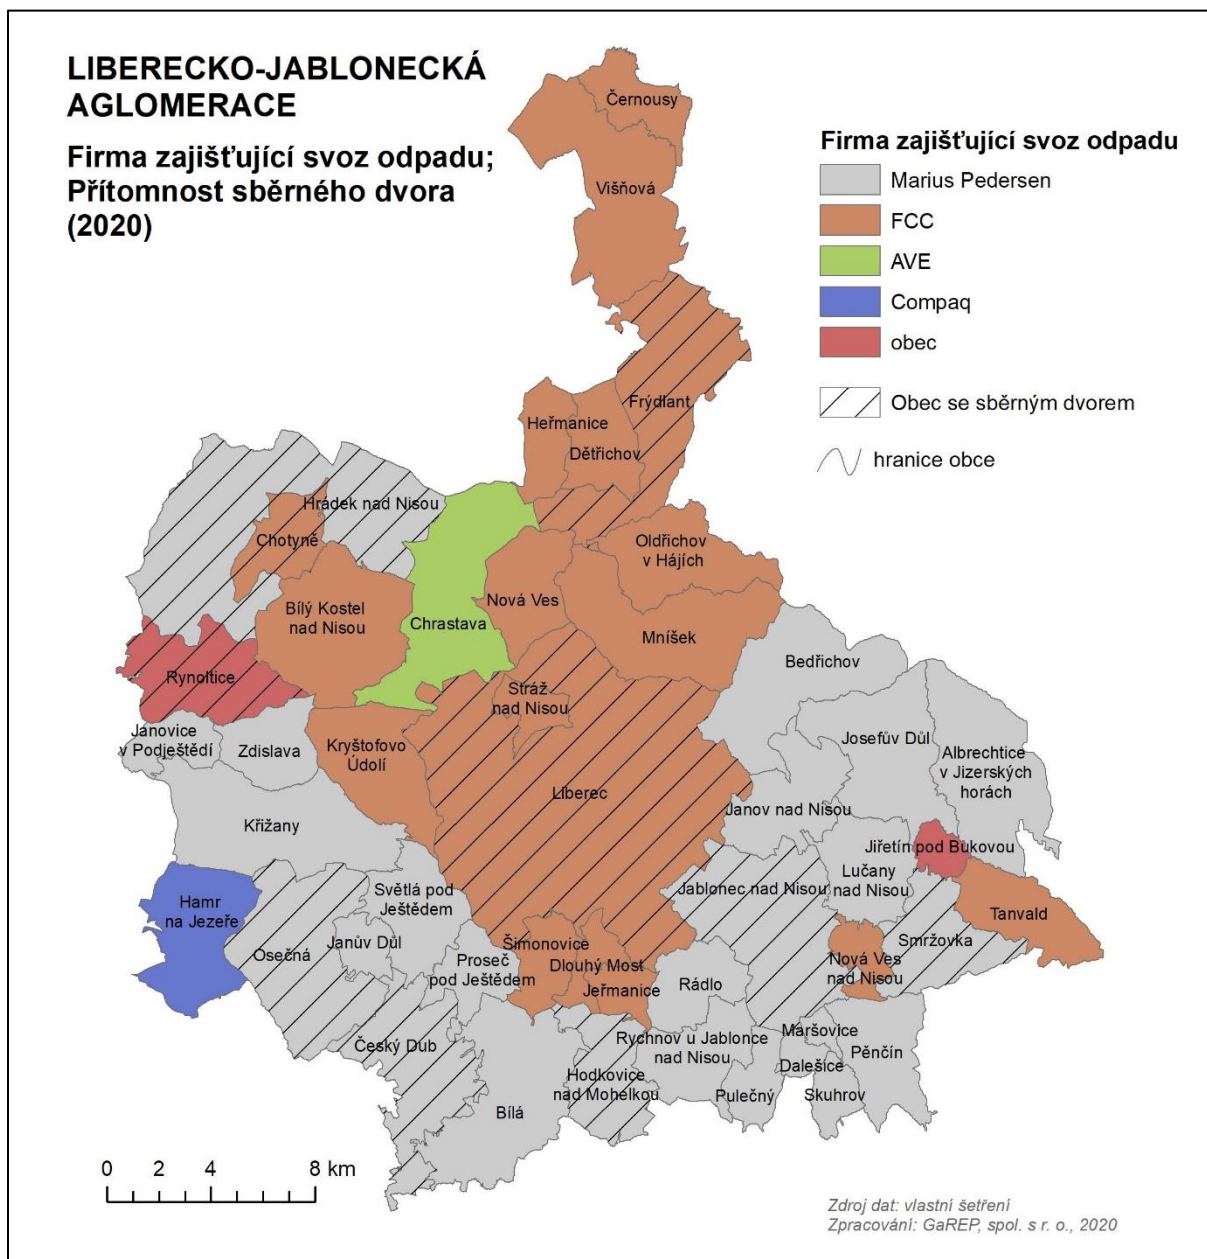 LIBERECKO-JABLONECKÁ
AGLOMERACE
Firma zajišťující svoz odpadu;
Přítomnost sběrného dvora
(2020)
Firma zajišťující svoz odpadu
Marius Pedersen
FCC
AVE
Compaq
obec
Obec se sběrným dvorem
hranice obce
Černousy
Višňová
Frýdlant
Heřmanice
Dětřichov
Hrádek nad Nisou
Chotyně
Oldřichov
v Hájích
Bílý Kostel
nad Nisou
Chrastava
Nová Ves
Mníšek
Bedřichov
Rynoltice
Stráž
nad Nisou
Janovice
v Podještědí
Zdislava
Kryštofovo
Údolí
Josefův Důl
Albrechtice
v Jizerských
horách
Liberec
Janov nad Nisou
Křižany
Jiřetín pod Bukovou
Lučany
nad Nisou
Jablonec nad Nisou
Světlá pod
Ještědem
Hamr
na Jezeře
Tanvald
Smržovka
Osečná
Janův Důl
Šimonovice
Proseč
pod Ještědem
Dlouhý Most
Jeřmanice
Rádlo
Nová Ves
nad Nisou
Český Dub
Rychnov u Jablonce
nad Nisou
Maršovice
Dalešice
Pěnčín
Hodkovice
nad Mohelkou
Pulečný
Skuhrov
Bílá
0 2 4 8 km
Zdroj dat: vlastní šetření
Zpracování: GaREP, spol. s r. o., 2020